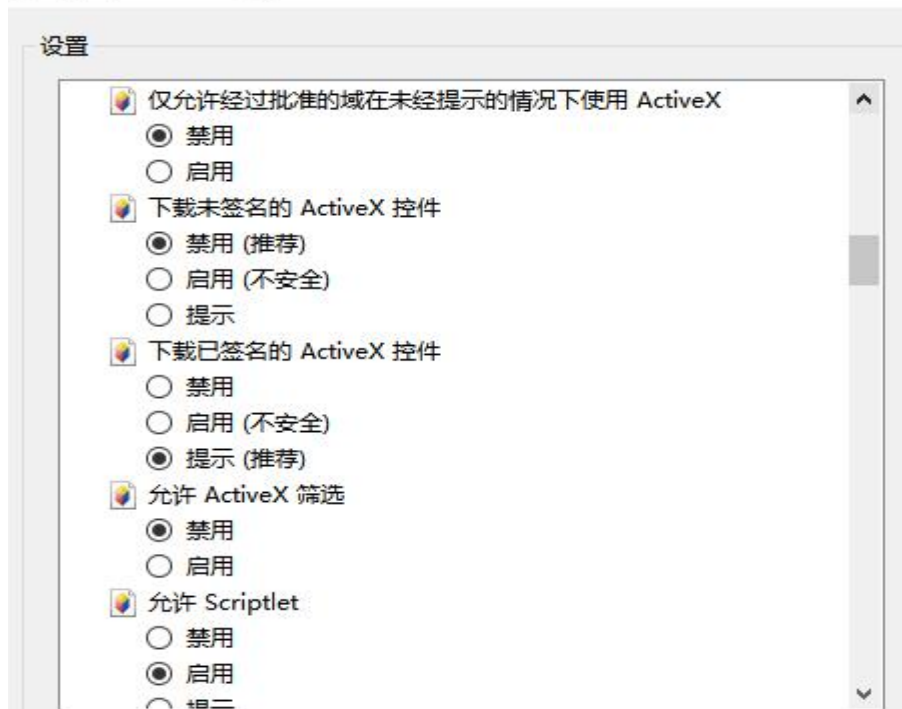 设置
仅允许经过批准的域在未经提示的情况下使用 ActiveX
禁用
启用
下载未签名的 ActiveX 控件
禁用 (推荐)
启用 (不安全)
提示
下载已签名的 ActiveX 控件
禁用
启用 (不安全)
提示 (推荐)
允许 ActiveX 筛选
禁用
启用
允许 Scriptlet
禁用
启用